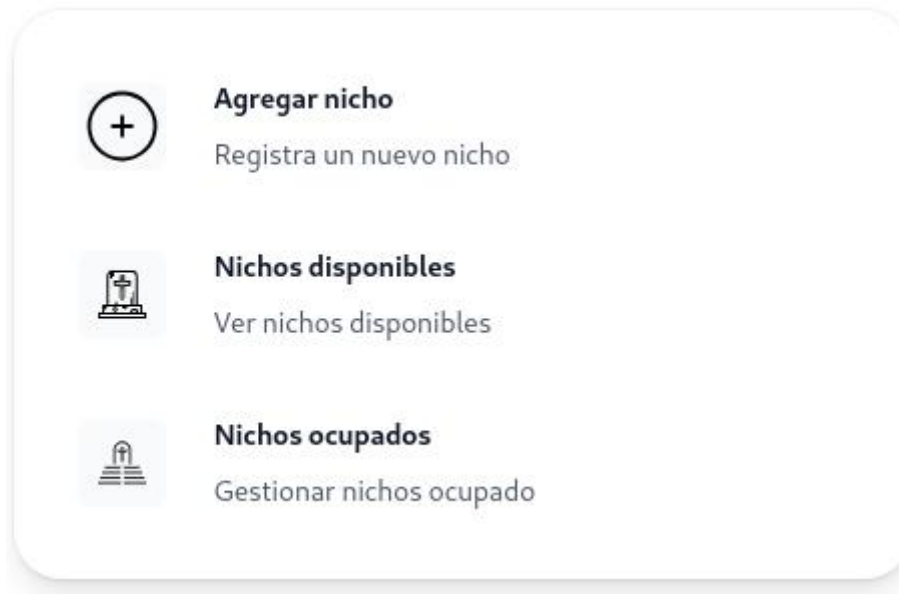 Agregar nicho
Registra un nuevo nicho
Nichos disponibles
Ver nichos disponibles
Nichos ocupados
Gestionar nichos ocupado